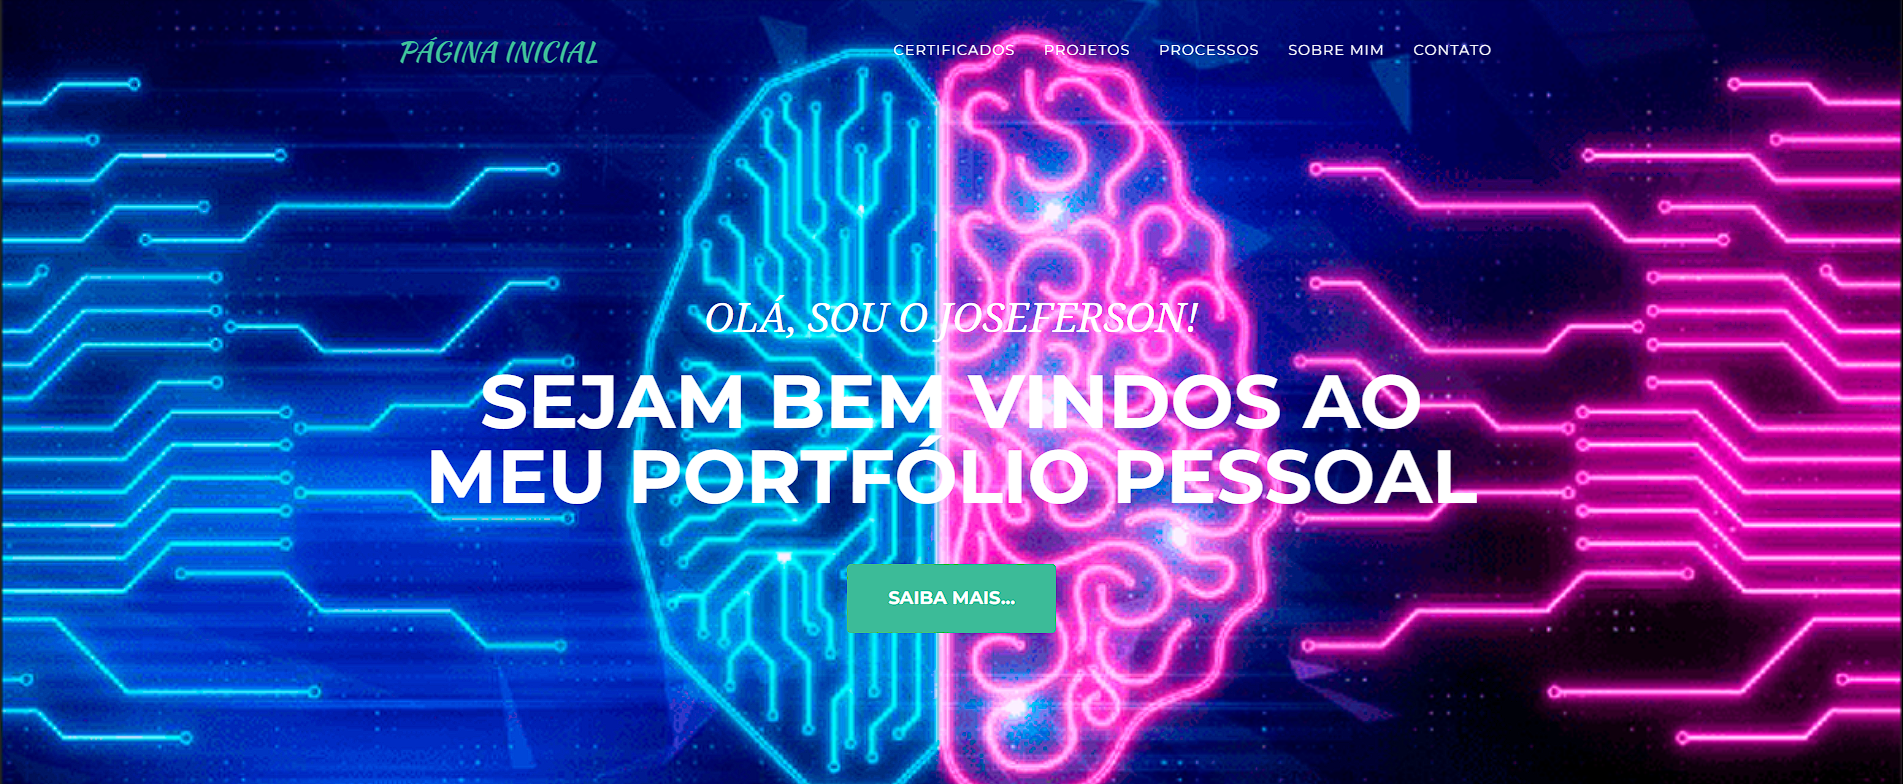 PÁGINA INICIAL
CERTIFICADOS PROJETOS PROCESSOS SOBRE MIM CONTATO
OLÁ, SOU O JOSEFERSON!
SEJAM BEM VINDOS AO
MEU PORTFÓLIO PESSOAL
SAIBA MAIS...